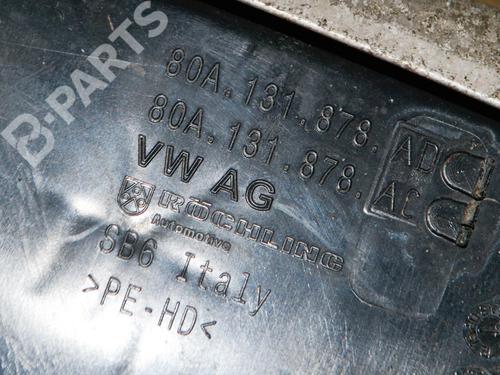 B-PARTS
80A.131.878.AD
80A.131.878.AC
VW AG
RÖCHLING
Automotive
SB6 Italy
>PE-HD<